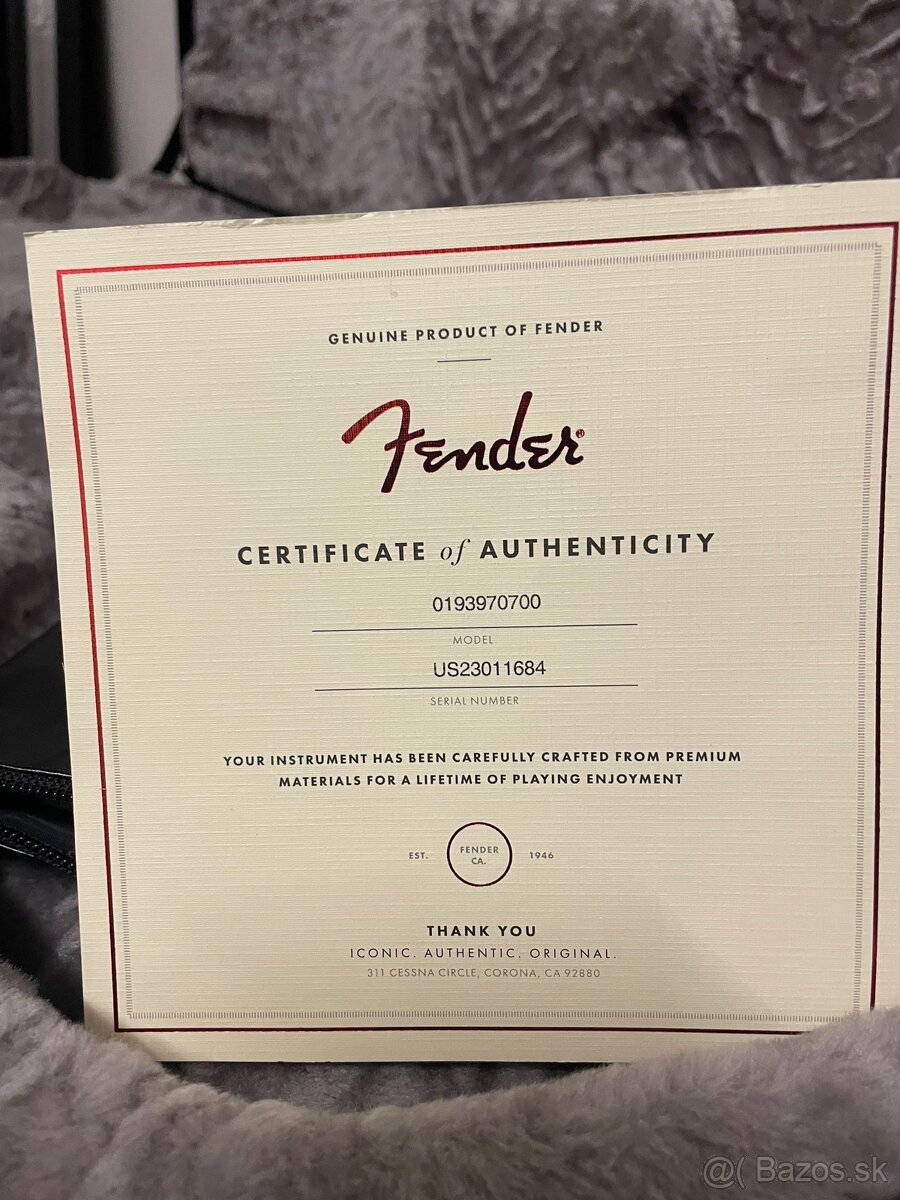 GENUINE PRODUCT OF FENDER
Fender®
CERTIFICATE of AUTHENTICITY
0193970700
MODEL
US23011684
SERIAL NUMBER
YOUR INSTRUMENT HAS BEEN CAREFULLY CRAFTED FROM PREMIUM
MATERIALS FOR A LIFETIME OF PLAYING ENJOYMENT
EST. FENDER CA. 1946
THANK YOU
ICONIC. AUTHENTIC. ORIGINAL.
311 CESSNA CIRCLE, CORONA, CA 92880
@( Bazos.sk